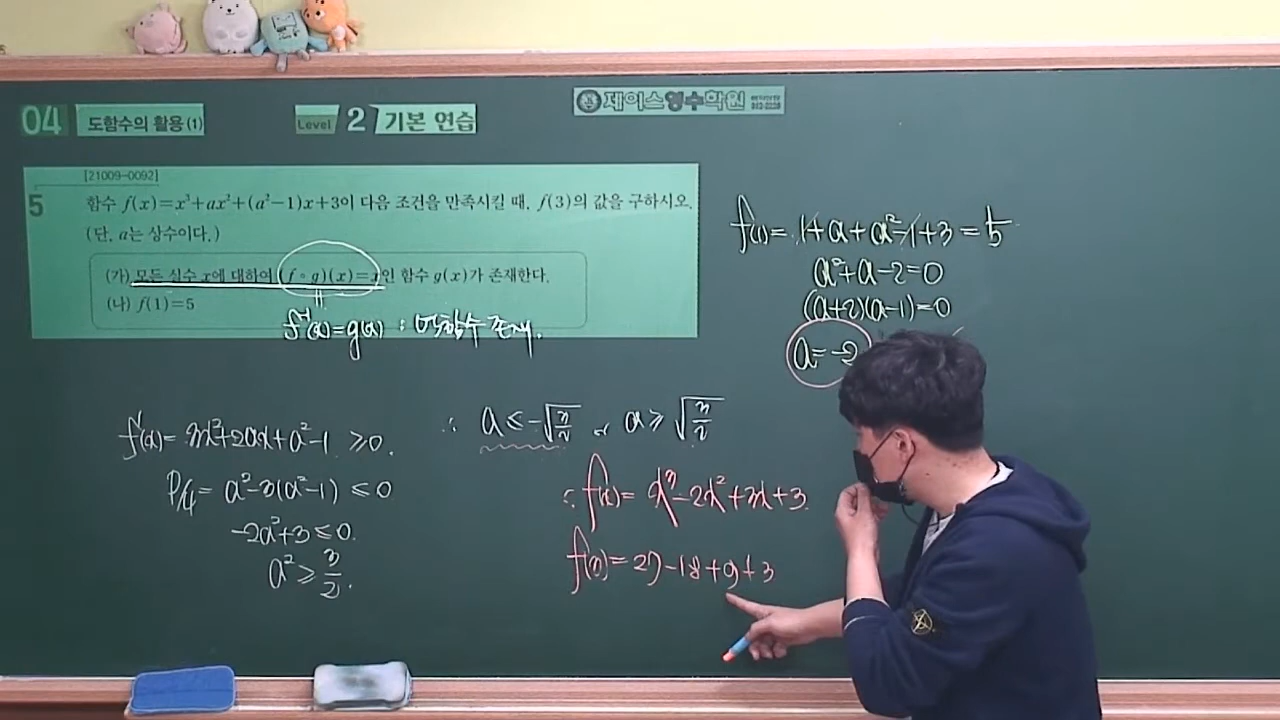 04 도함수의 활용 (1) Level 2 기본 연습
제이스영수학원
[21009-0092]
5 함수 f(x)=x³+ax²+(a²-1)x+3이 다음 조건을 만족시킬 때, f(3)의 값을 구하시오.
(단, a는 상수이다.)
(가) 모든 실수 x에 대하여 (f∘g)(x)=x인 함수 g(x)가 존재한다.
(나) f(1)=5
f⁻¹(x)=g(x) : 역함수 존재.
f'(x)=3x²+2ax+a²-1 ≥0.
D/4= a²-3(a²-1) ≤0
-2a²+3≤0.
a²≥3/2.
∴ a≤-√3/2 or a≥√3/2
∴ f(x)= x³-2x²+3x+3.
f(3)=27-18+9+3
f(1)= 1+a+a²-1+3=5
a²+a-2=0
(a+2)(a-1)=0
a=-2